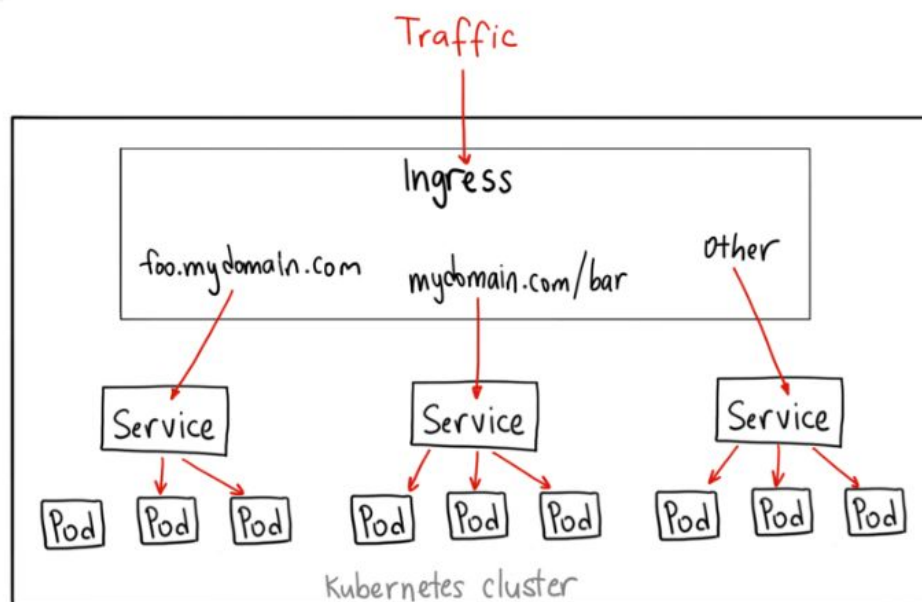 Traffic
Ingress
foo.mydomain.com
mydomain.com/bar
Other
Service
Service
Service
Pod
Pod
Pod
Pod
Pod
Pod
Pod
Pod
Pod
Kubernetes cluster